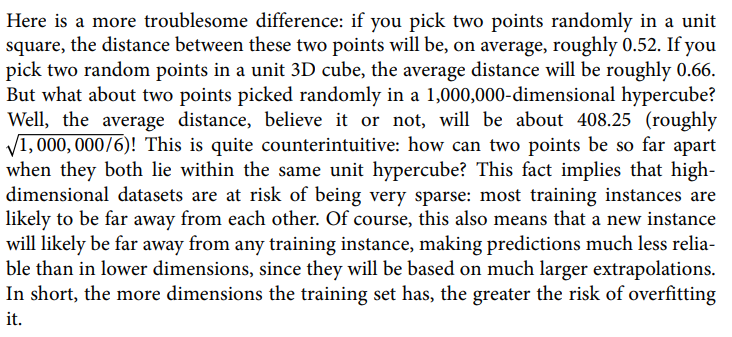 Here is a more troublesome difference: if you pick two points randomly in a unit
square, the distance between these two points will be, on average, roughly 0.52. If you
pick two random points in a unit 3D cube, the average distance will be roughly 0.66.
But what about two points picked randomly in a 1,000,000-dimensional hypercube?
Well, the average distance, believe it or not, will be about 408.25 (roughly
√1,000,000/6)! This is quite counterintuitive: how can two points be so far apart
when they both lie within the same unit hypercube? This fact implies that high-
dimensional datasets are at risk of being very sparse: most training instances are
likely to be far away from each other. Of course, this also means that a new instance
will likely be far away from any training instance, making predictions much less relia-
ble than in lower dimensions, since they will be based on much larger extrapolations.
In short, the more dimensions the training set has, the greater the risk of overfitting
it.